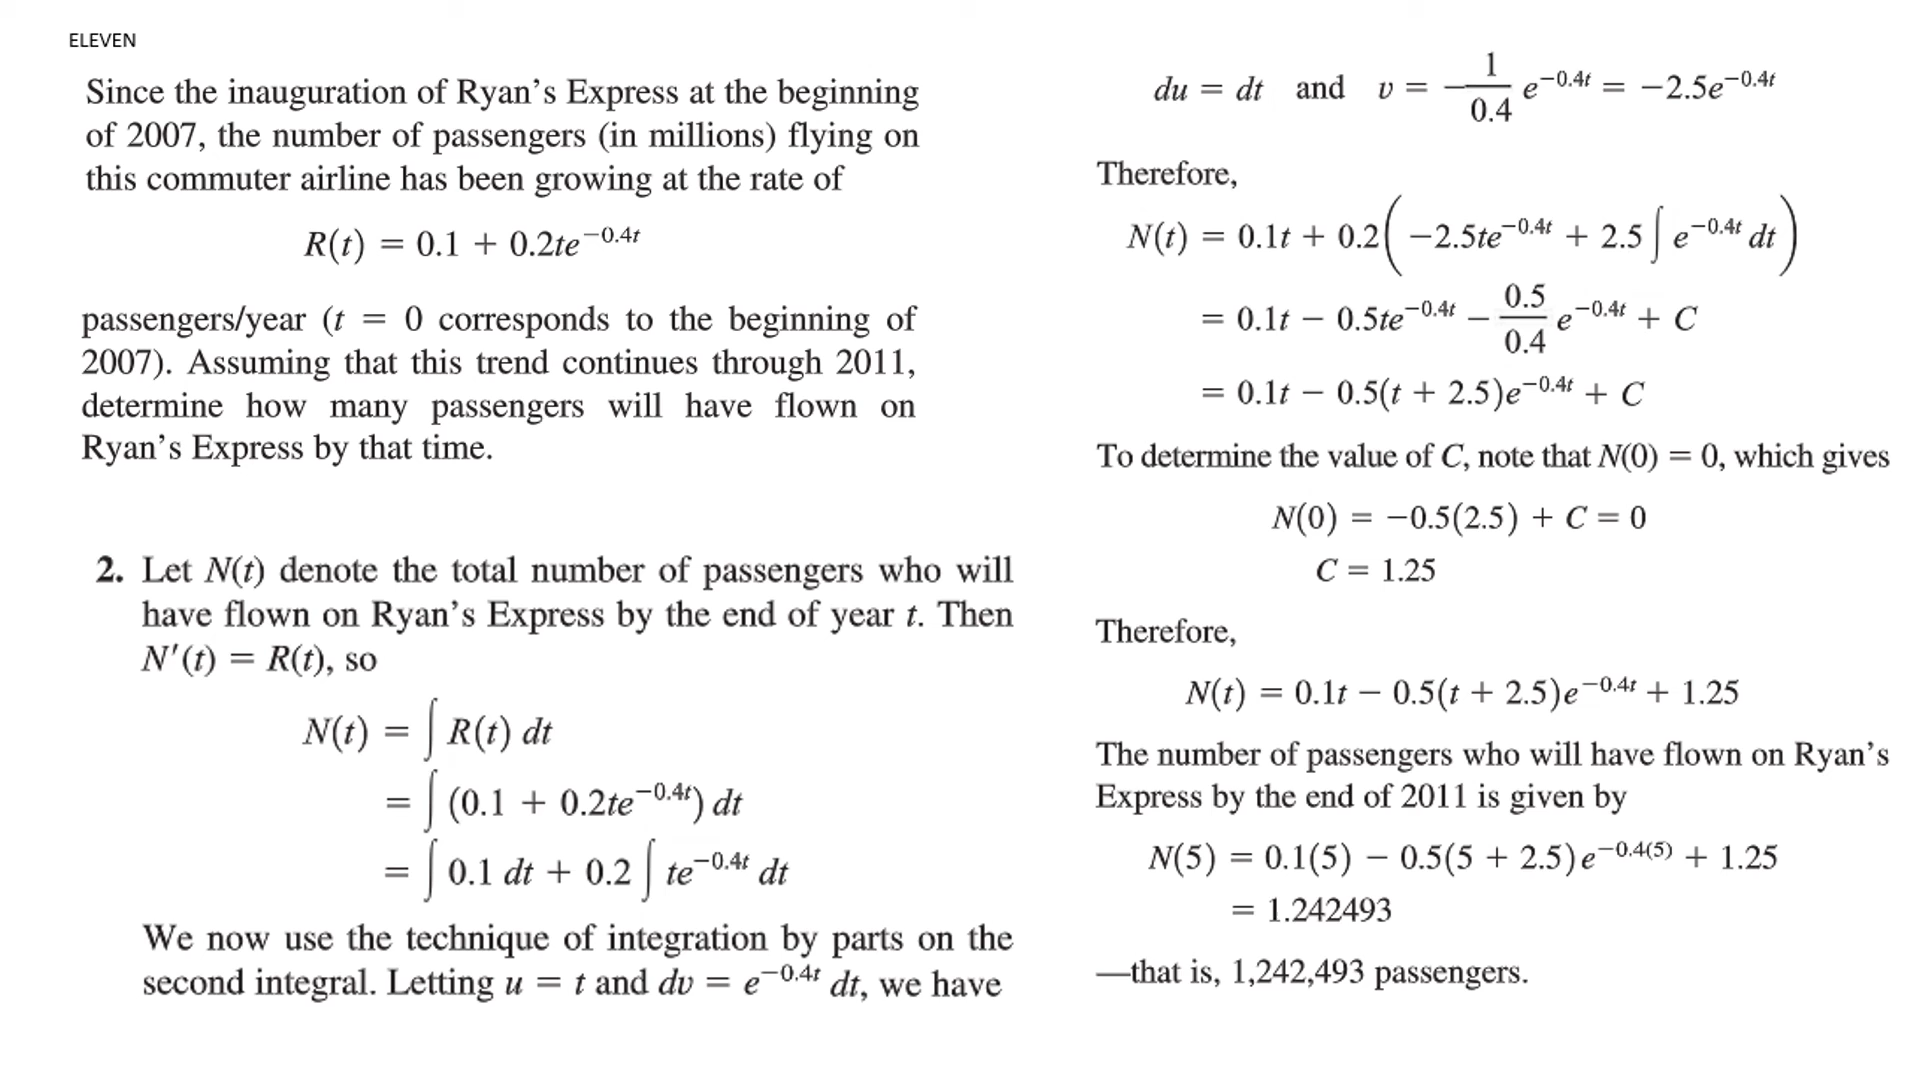 ELEVEN
Since the inauguration of Ryan’s Express at the beginning
of 2007, the number of passengers (in millions) flying on
this commuter airline has been growing at the rate of
R(t) = 0.1 + 0.2te^{−0.4t}
passengers/year (t = 0 corresponds to the beginning of
2007). Assuming that this trend continues through 2011,
determine how many passengers will have flown on
Ryan’s Express by that time.
2. Let N(t) denote the total number of passengers who will
have flown on Ryan’s Express by the end of year t. Then
N′(t) = R(t), so
N(t) = ∫ R(t) dt
= ∫ (0.1 + 0.2te^{−0.4t}) dt
= ∫ 0.1 dt + 0.2 ∫ te^{−0.4t} dt
We now use the technique of integration by parts on the
second integral. Letting u = t and dv = e^{−0.4t} dt, we have
du = dt and v = −\frac{1}{0.4} e^{−0.4t} = −2.5e^{−0.4t}
Therefore,
N(t) = 0.1t + 0.2(−2.5te^{−0.4t} + 2.5 ∫ e^{−0.4t} dt)
= 0.1t − 0.5te^{−0.4t} − \frac{0.5}{0.4} e^{−0.4t} + C
= 0.1t − 0.5(t + 2.5)e^{−0.4t} + C
To determine the value of C, note that N(0) = 0, which gives
N(0) = −0.5(2.5) + C = 0
C = 1.25
Therefore,
N(t) = 0.1t − 0.5(t + 2.5)e^{−0.4t} + 1.25
The number of passengers who will have flown on Ryan’s
Express by the end of 2011 is given by
N(5) = 0.1(5) − 0.5(5 + 2.5)e^{−0.4(5)} + 1.25
= 1.242493
—that is, 1,242,493 passengers.